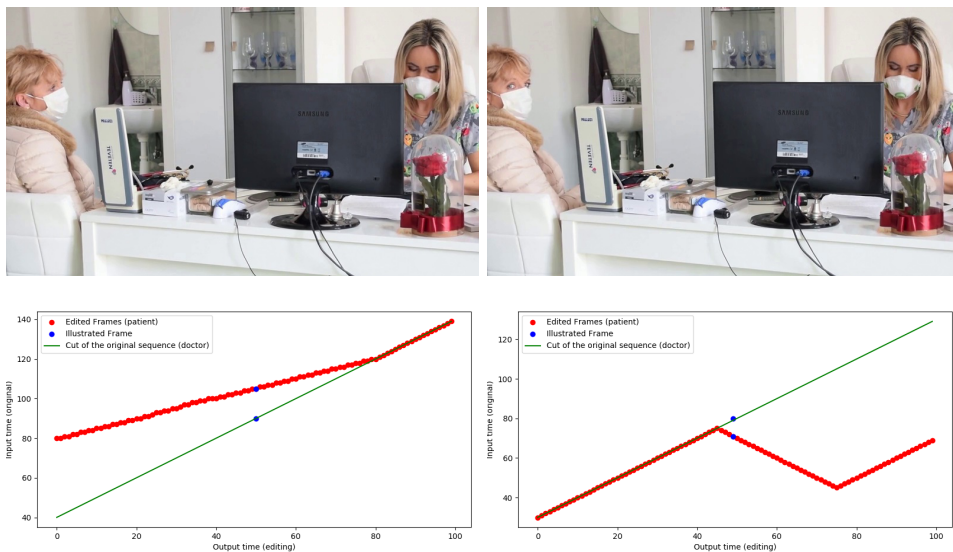 SAMSUNG
SAMSUNG
Edited Frames (patient)
Illustrated Frame
Cut of the original sequence (doctor)
140
120
100
80
60
40
0
20
40
60
80
100
Input time (original)
Output time (editing)
Edited Frames (patient)
Illustrated Frame
Cut of the original sequence (doctor)
120
100
80
60
40
0
20
40
60
80
100
Input time (original)
Output time (editing)